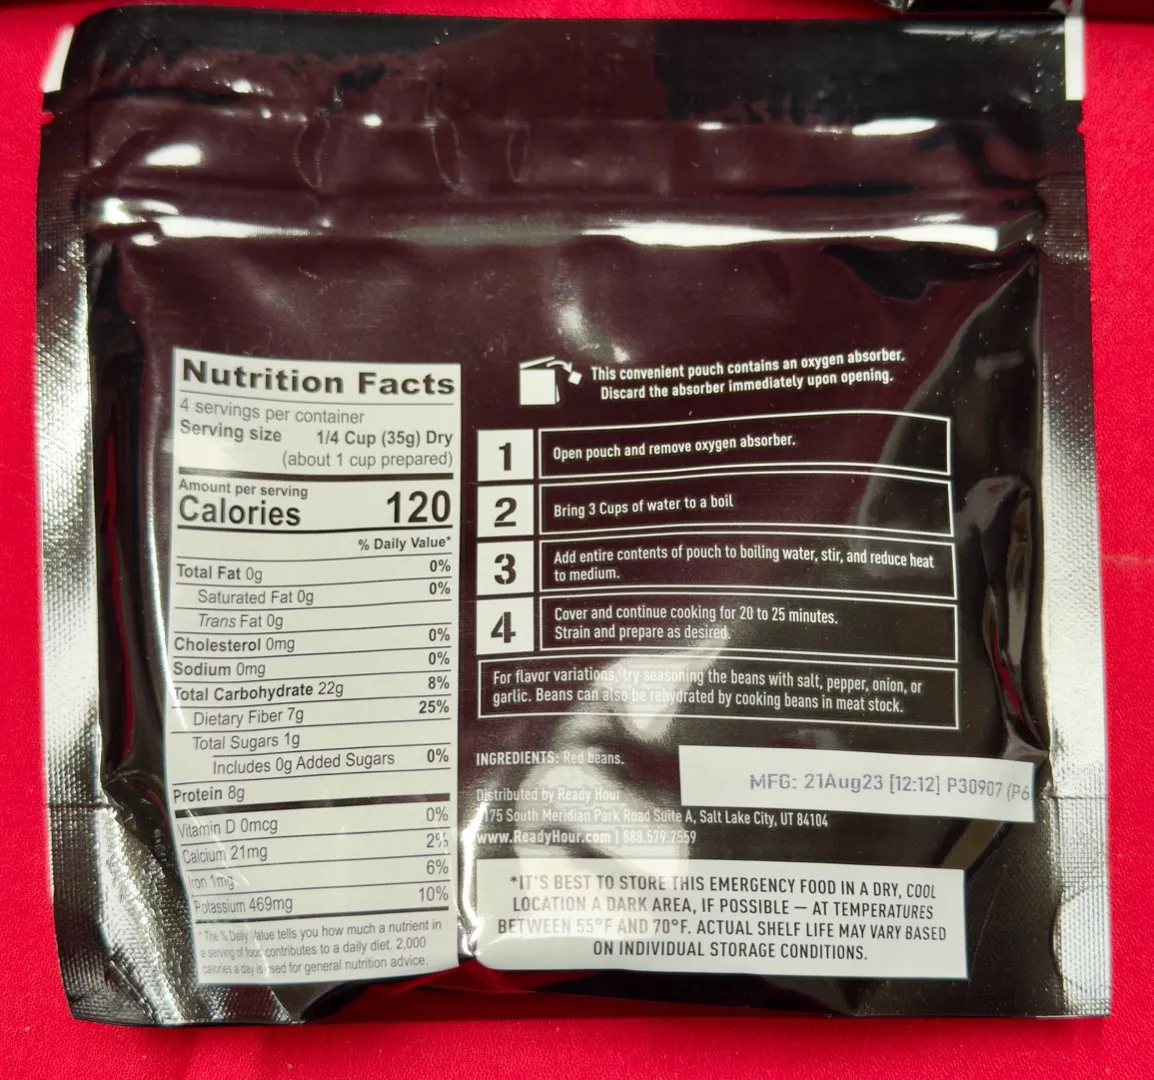 Nutrition Facts
4 servings per container
Serving size 1/4 Cup (35g) Dry
(about 1 cup prepared)
Amount per serving
Calories 120
% Daily Value*
Total Fat 0g 0%
Saturated Fat 0g 0%
Trans Fat 0g
Cholesterol 0mg 0%
Sodium 0mg 0%
Total Carbohydrate 22g 8%
Dietary Fiber 7g 25%
Total Sugars 1g
Includes 0g Added Sugars 0%
Protein 8g
Vitamin D 0mcg 0%
Calcium 21mg 2%
Iron 1mg 6%
Potassium 469mg 10%
* The % Daily Value tells you how much a nutrient in
a serving of food contributes to a daily diet. 2,000
calories a day is used for general nutrition advice.
This convenient pouch contains an oxygen absorber.
Discard the absorber immediately upon opening.
1 Open pouch and remove oxygen absorber.
2 Bring 3 Cups of water to a boil
3 Add entire contents of pouch to boiling water, stir, and reduce heat
to medium.
4 Cover and continue cooking for 20 to 25 minutes.
Strain and prepare as desired.
For flavor variations, try seasoning the beans with salt, pepper, onion, or
garlic. Beans can also be rehydrated by cooking beans in meat stock.
INGREDIENTS: Red beans.
MFG: 21Aug23 [12:12] P30907 (P6
Distributed by Ready Hour
175 South Meridian Park Road Suite A, Salt Lake City, UT 84104
www.ReadyHour.com | 888.579.7559
*IT'S BEST TO STORE THIS EMERGENCY FOOD IN A DRY, COOL
LOCATION A DARK AREA, IF POSSIBLE — AT TEMPERATURES
BETWEEN 55°F AND 70°F. ACTUAL SHELF LIFE MAY VARY BASED
ON INDIVIDUAL STORAGE CONDITIONS.